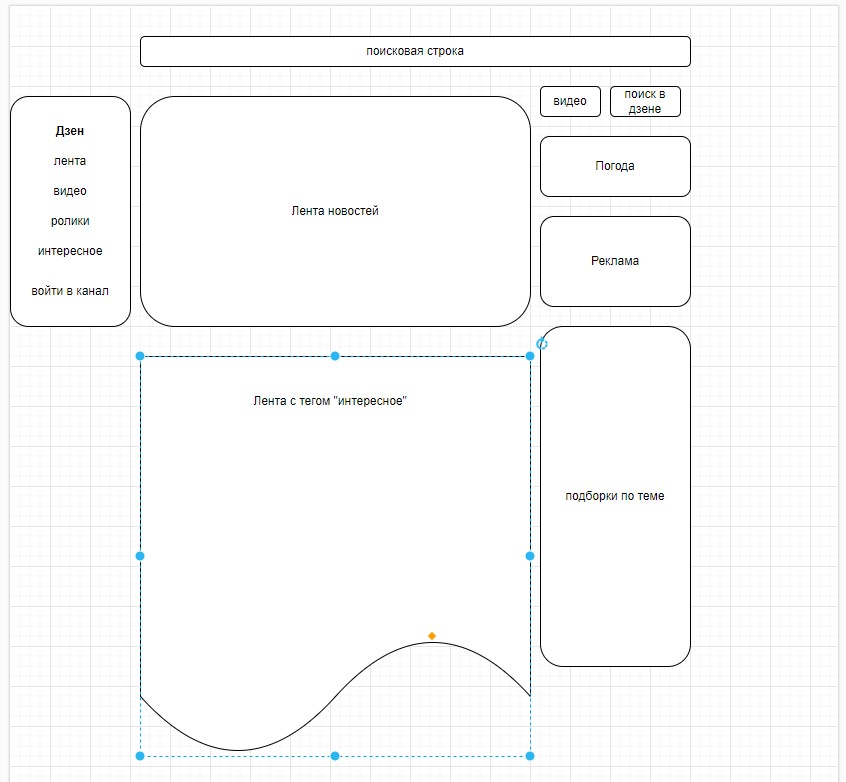 поисковая строка
видео
поиск в
дзене
Дзен
лента
видео
ролики
интересное
войти в канал
Лента новостей
Погода
Реклама
Лента с тегом "интересное"
подборки по теме